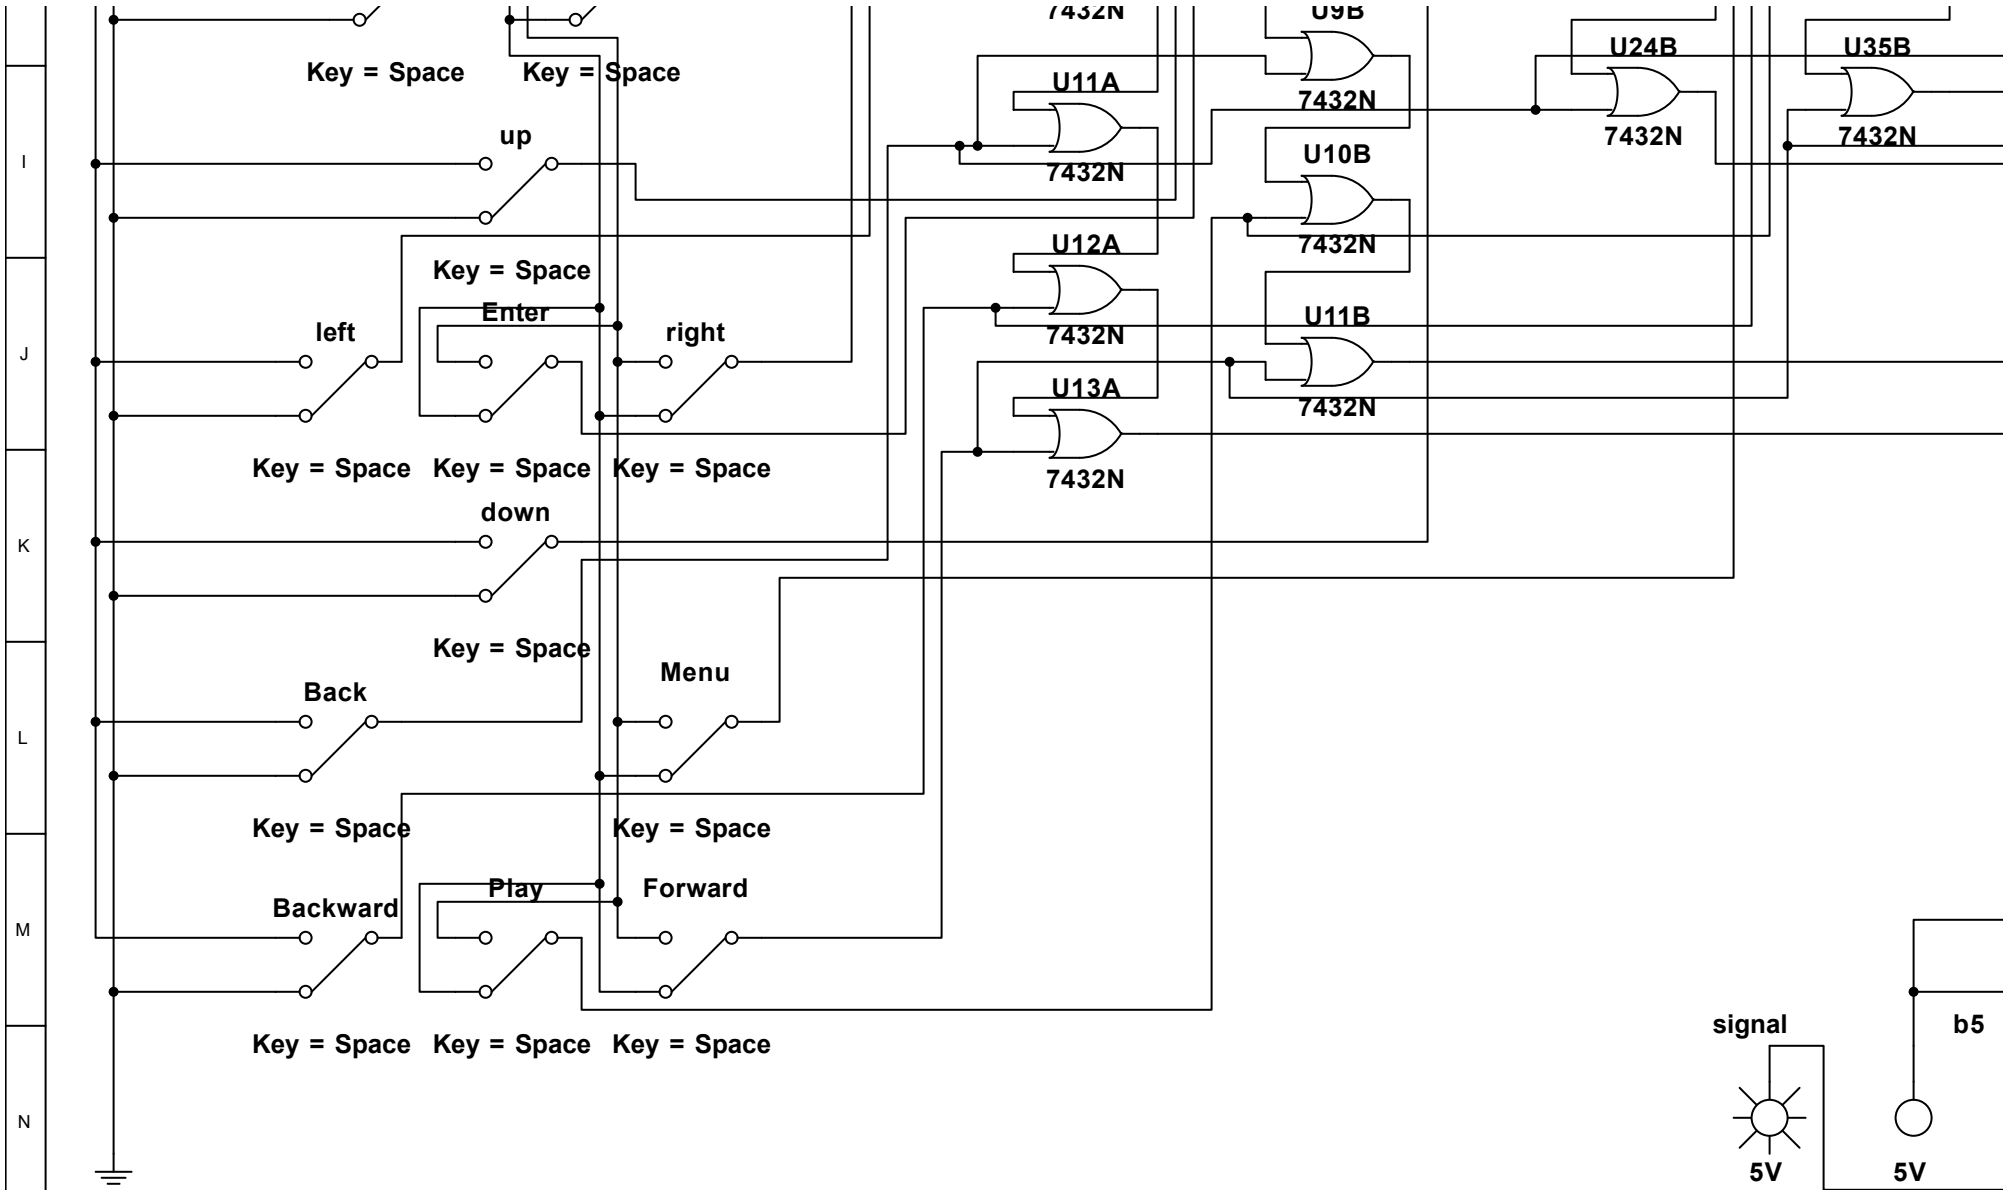 7432N
U9B
Key = Space
Key = Space
U11A
7432N
U24B
U35B
I
up
7432N
U10B
7432N
7432N
Key = Space
U12A
7432N
J
left
Enter
right
7432N
U11B
U13A
7432N
Key = Space
Key = Space
Key = Space
7432N
K
down
Key = Space
L
Back
Menu
Key = Space
Key = Space
M
Backward
Play
Forward
Key = Space
Key = Space
Key = Space
signal
b5
N
5V
5V